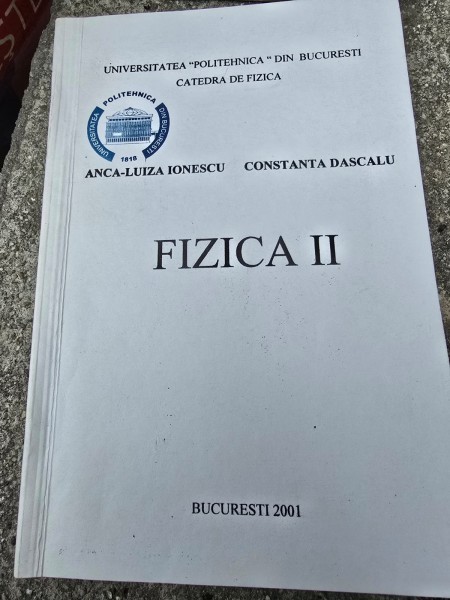 UNIVERSITATEA "POLITEHNICA " DIN BUCURESTI
CATEDRA DE FIZICA
UNIVERSITATEA POLITEHNICA DIN BUCURESTI
1818
ANCA-LUIZA IONESCU CONSTANTA DASCALU
FIZICA II
BUCURESTI 2001